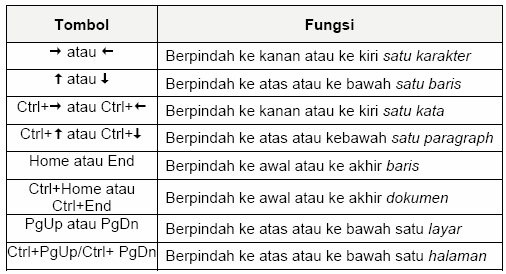 Tombol Fungsi
→ atau ← Berpindah ke kanan atau ke kiri satu karakter
↑ atau ↓ Berpindah ke atas atau ke bawah satu baris
Ctrl+→ atau Ctrl+← Berpindah ke kanan atau ke kiri satu kata
Ctrl+↑ atau Ctrl+↓ Berpindah ke atas atau kebawah satu paragraph
Home atau End Berpindah ke awal atau ke akhir baris
Ctrl+Home atau
Ctrl+End Berpindah ke awal atau ke akhir dokumen
PgUp atau PgDn Berpindah ke atas atau ke bawah satu layar
Ctrl+PgUp/Ctrl+ PgDn Berpindah ke atas atau ke bawah satu halaman